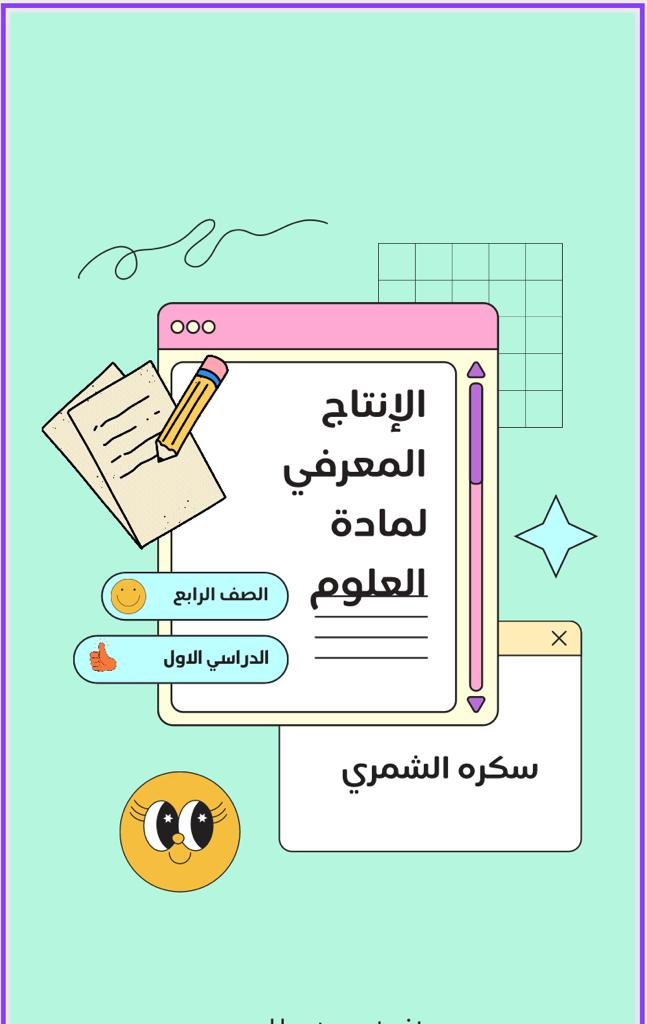 الإنتاج
المعرفي
لمادة
العلوم
الصف الرابع
الدراسي الاول
سكره الشمري